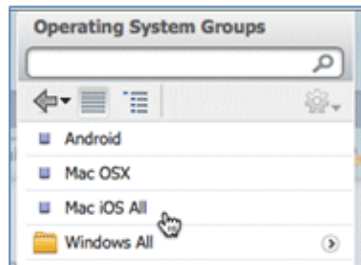 Operating System Groups
Android
Mac OSX
Mac iOS All
Windows All